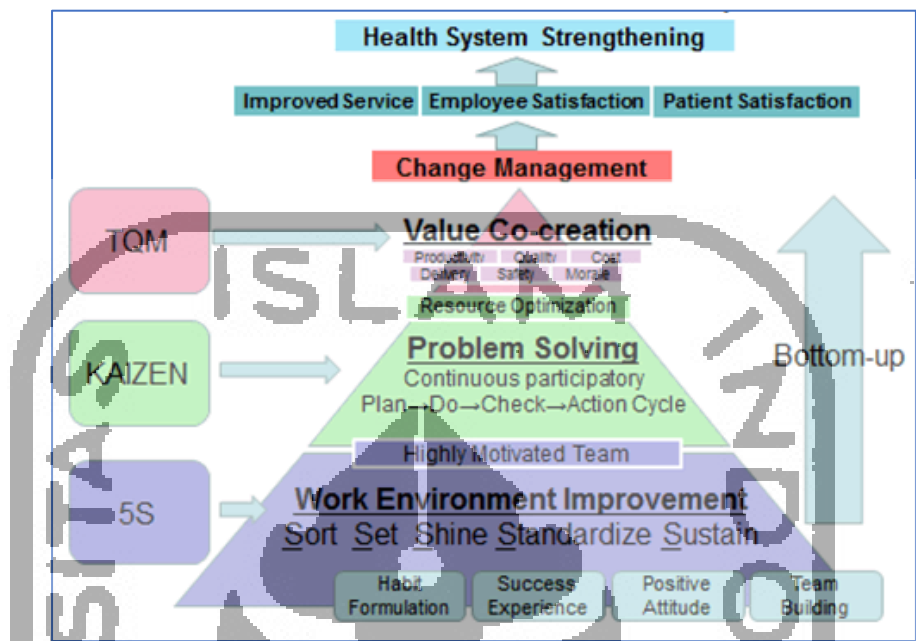 Health System Strengthening
Improved Service Employee Satisfaction Patient Satisfaction
Change Management
TQM
Value Co-creation
Productivity Quality Cost
Delivery Safety Morale
Resource Optimization
KAIZEN
Problem Solving
Continuous participatory
Plan→Do→Check→Action Cycle
Bottom-up
Highly Motivated Team
5S
Work Environment Improvement
Sort Set Shine Standardize Sustain
Habit
Formulation
Success
Experience
Positive
Attitude
Team
Building
ISLAM